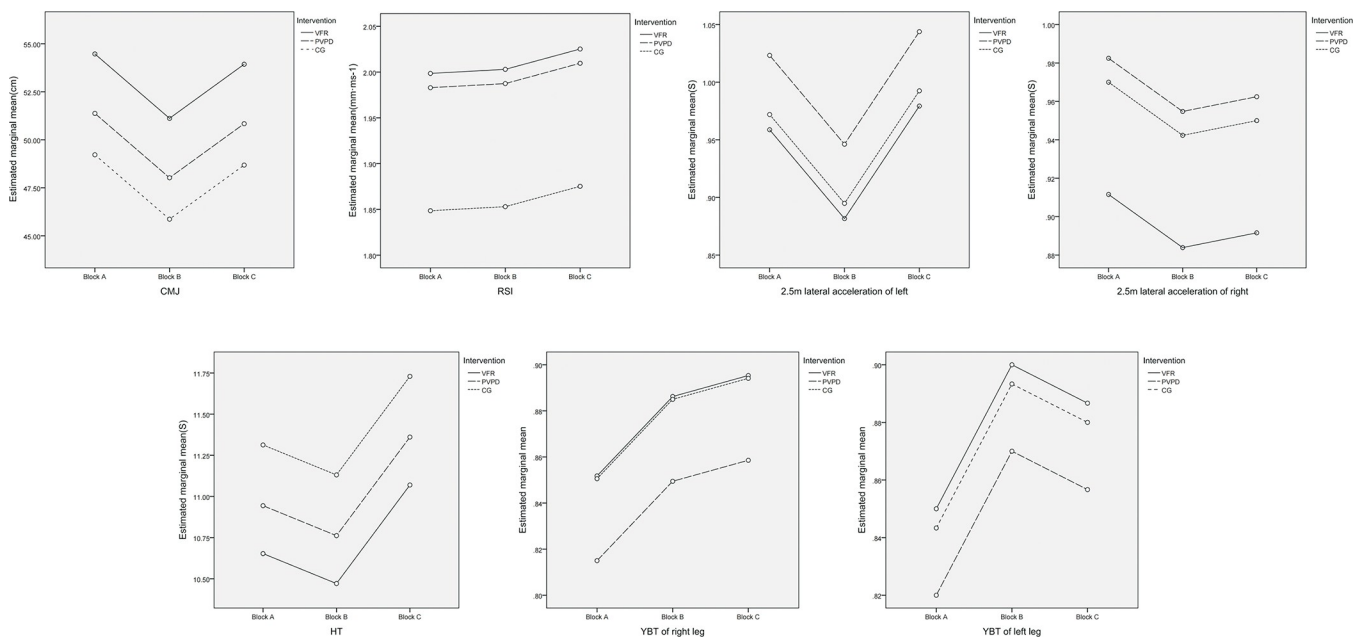 Estimated marginal mean(cm)
55.00
52.50
50.00
47.50
45.00
Block A
Block B
Block C
CMJ
Intervention
VFR
PVPD
CG
Estimated marginal mean(mm·ms-1)
2.05
2.00
1.95
1.90
1.85
1.80
Block A
Block B
Block C
RSI
Intervention
VFR
PVPD
CG
Estimated marginal mean(S)
1.05
1.00
.95
.90
.85
Block A
Block B
Block C
2.5m lateral acceleration of left
Intervention
VFR
PVPD
CG
Estimated marginal mean(S)
1.00
.98
.96
.94
.92
.90
.88
Block A
Block B
Block C
2.5m lateral acceleration of right
Intervention
VFR
PVPD
CG
Estimated marginal mean(S)
11.75
11.50
11.25
11.00
10.75
10.50
Block A
Block B
Block C
HT
Intervention
VFR
PVPD
CG
Estimated marginal mean
.90
.88
.86
.84
.82
.80
Block A
Block B
Block C
YBT of right leg
Intervention
VFR
PVPD
CG
Estimated marginal mean
.90
.88
.86
.84
.82
Block A
Block B
Block C
YBT of left leg
Intervention
VFR
PVPD
CG